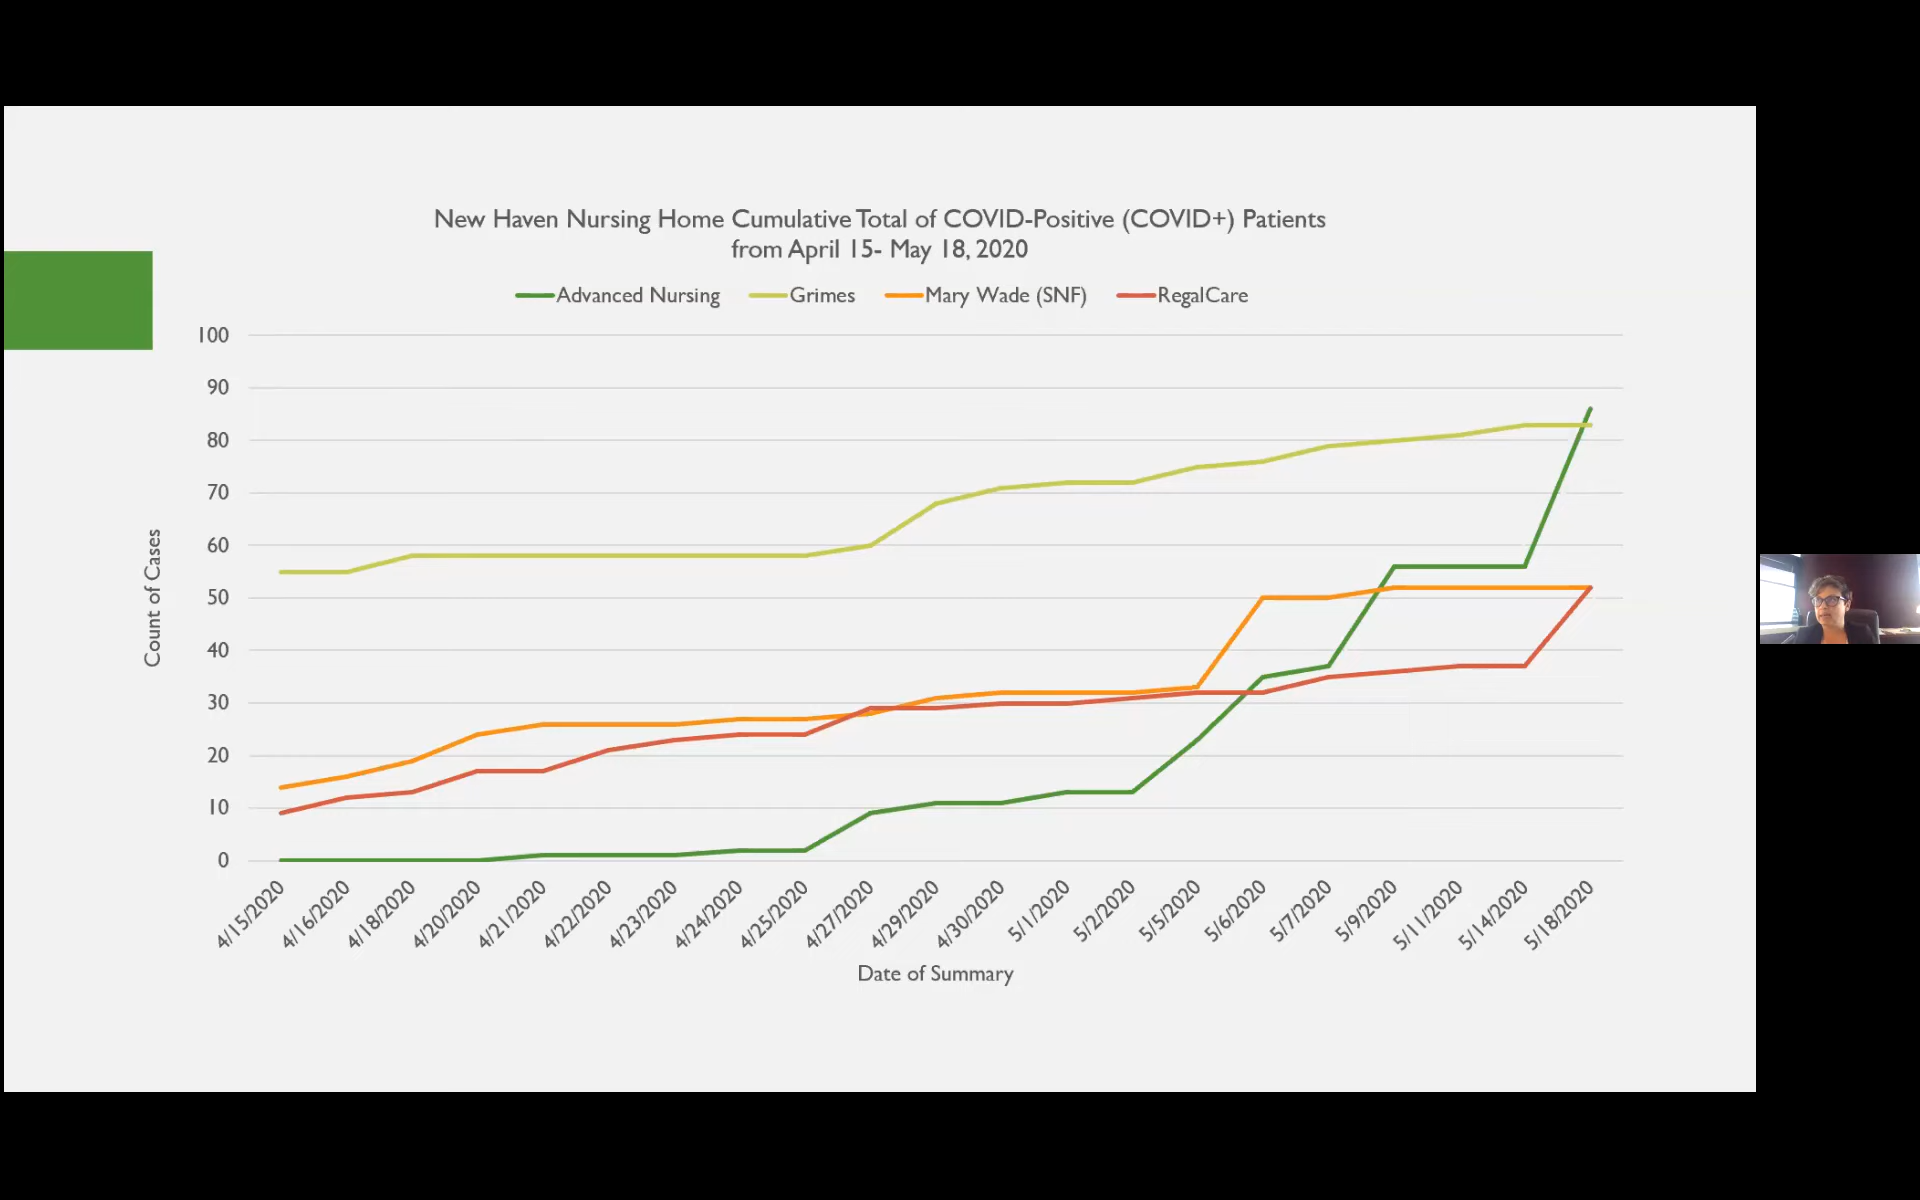 New Haven Nursing Home Cumulative Total of COVID-Positive (COVID+) Patients
from April 15- May 18, 2020
Advanced Nursing Grimes Mary Wade (SNF) RegalCare
100
90
80
70
60
50
40
30
20
10
0
Count of Cases
4/15/2020 4/16/2020 4/18/2020 4/20/2020 4/21/2020 4/22/2020 4/23/2020 4/24/2020 4/25/2020 4/27/2020 4/29/2020 4/30/2020 5/11/2020 5/2/2020 5/5/2020 5/6/2020 5/7/2020 5/9/2020 5/11/2020 5/14/2020 5/18/2020
Date of Summary